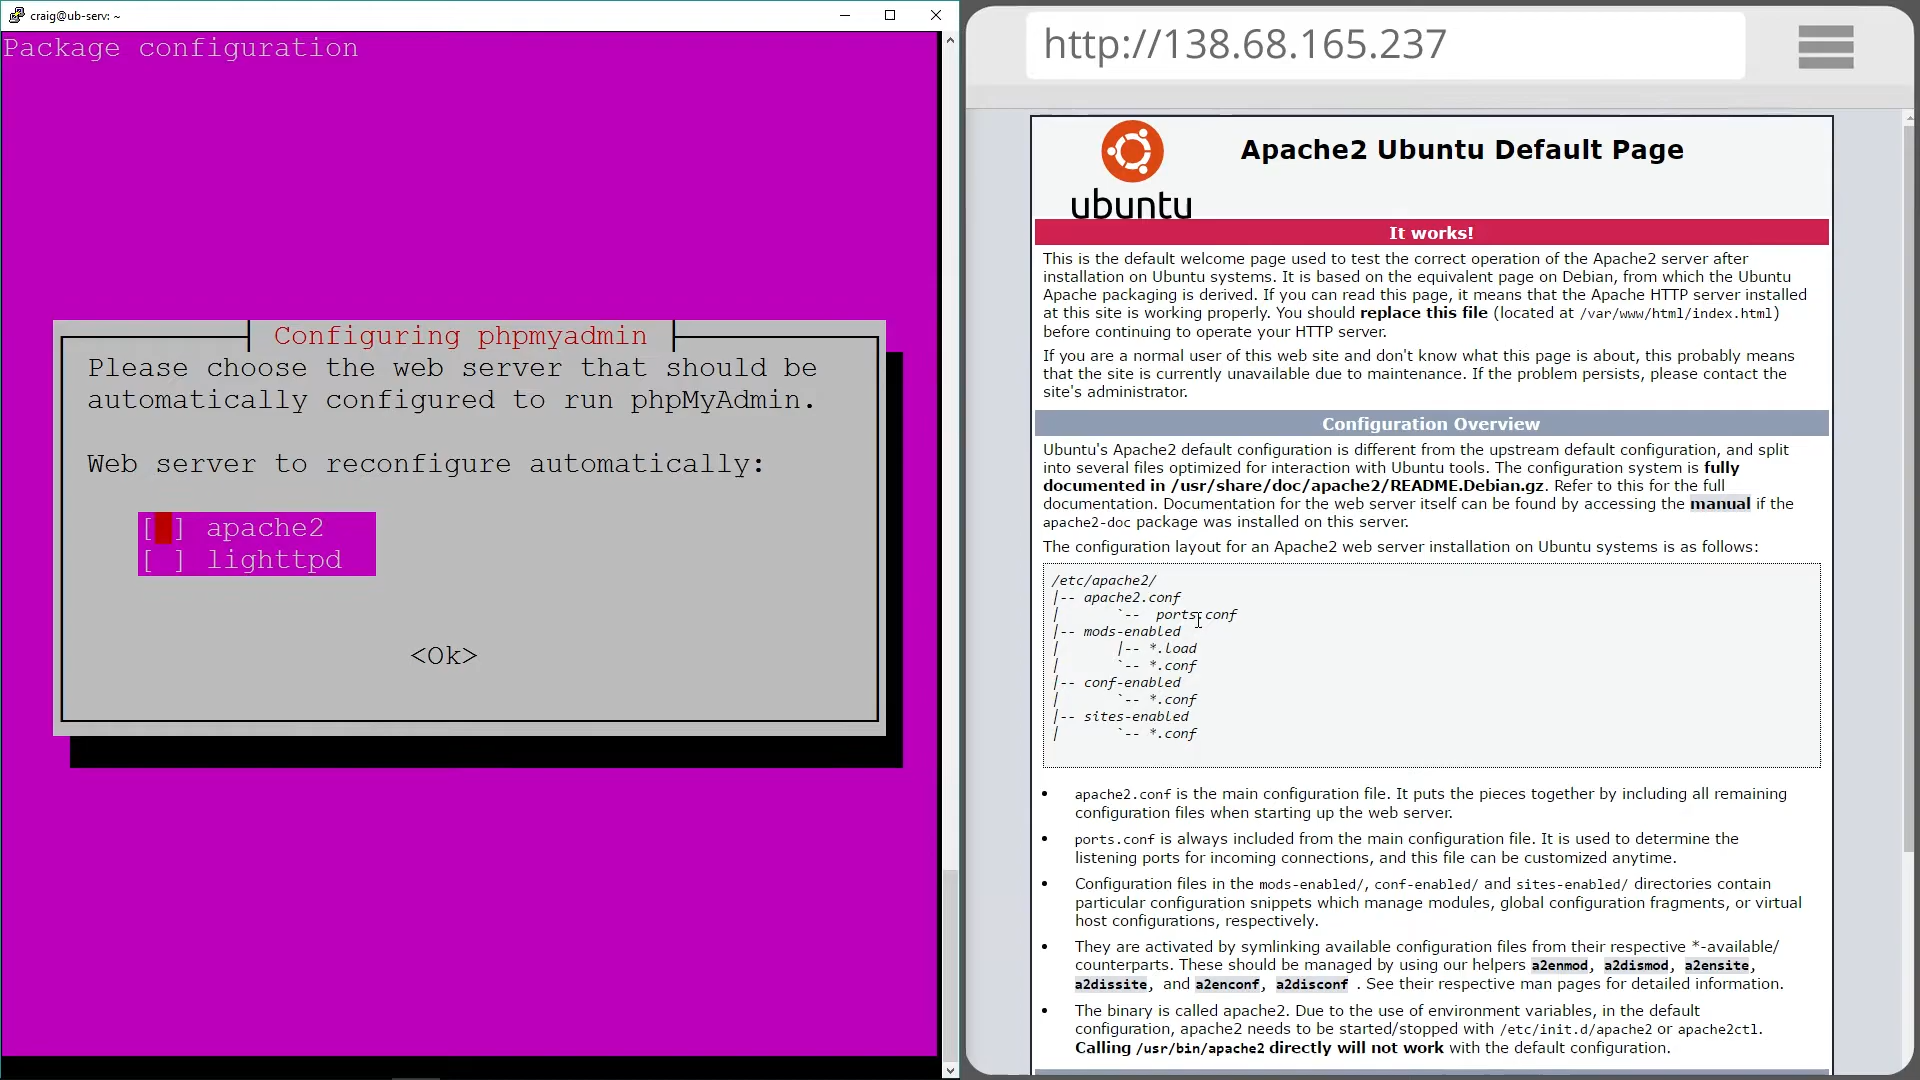 craig@ub-serv: ~
Package configuration
Configuring phpmyadmin
Please choose the web server that should be
automatically configured to run phpMyAdmin.
Web server to reconfigure automatically:
[ ] apache2
[ ] lighttpd
<Ok>
http://138.68.165.237
ubuntu
Apache2 Ubuntu Default Page
It works!
This is the default welcome page used to test the correct operation of the Apache2 server after
installation on Ubuntu systems. It is based on the equivalent page on Debian, from which the Ubuntu
Apache packaging is derived. If you can read this page, it means that the Apache HTTP server installed
at this site is working properly. You should replace this file (located at /var/www/html/index.html)
before continuing to operate your HTTP server.
If you are a normal user of this web site and don't know what this page is about, this probably means
that the site is currently unavailable due to maintenance. If the problem persists, please contact the
site's administrator.
Configuration Overview
Ubuntu's Apache2 default configuration is different from the upstream default configuration, and split
into several files optimized for interaction with Ubuntu tools. The configuration system is fully
documented in /usr/share/doc/apache2/README.Debian.gz. Refer to this for the full
documentation. Documentation for the web server itself can be found by accessing the manual if the
apache2-doc package was installed on this server.
The configuration layout for an Apache2 web server installation on Ubuntu systems is as follows:
/etc/apache2/
|-- apache2.conf
|       `--  ports.conf
|-- mods-enabled
|       |-- *.load
|       `-- *.conf
|-- conf-enabled
|       `-- *.conf
|-- sites-enabled
|       `-- *.conf
• apache2.conf is the main configuration file. It puts the pieces together by including all remaining
configuration files when starting up the web server.
• ports.conf is always included from the main configuration file. It is used to determine the
listening ports for incoming connections, and this file can be customized anytime.
• Configuration files in the mods-enabled/, conf-enabled/ and sites-enabled/ directories contain
particular configuration snippets which manage modules, global configuration fragments, or virtual
host configurations, respectively.
• They are activated by symlinking available configuration files from their respective *-available/
counterparts. These should be managed by using our helpers a2enmod, a2dismod, a2ensite,
a2dissite, and a2enconf, a2disconf . See their respective man pages for detailed information.
• The binary is called apache2. Due to the use of environment variables, in the default
configuration, apache2 needs to be started/stopped with /etc/init.d/apache2 or apache2ctl.
Calling /usr/bin/apache2 directly will not work with the default configuration.